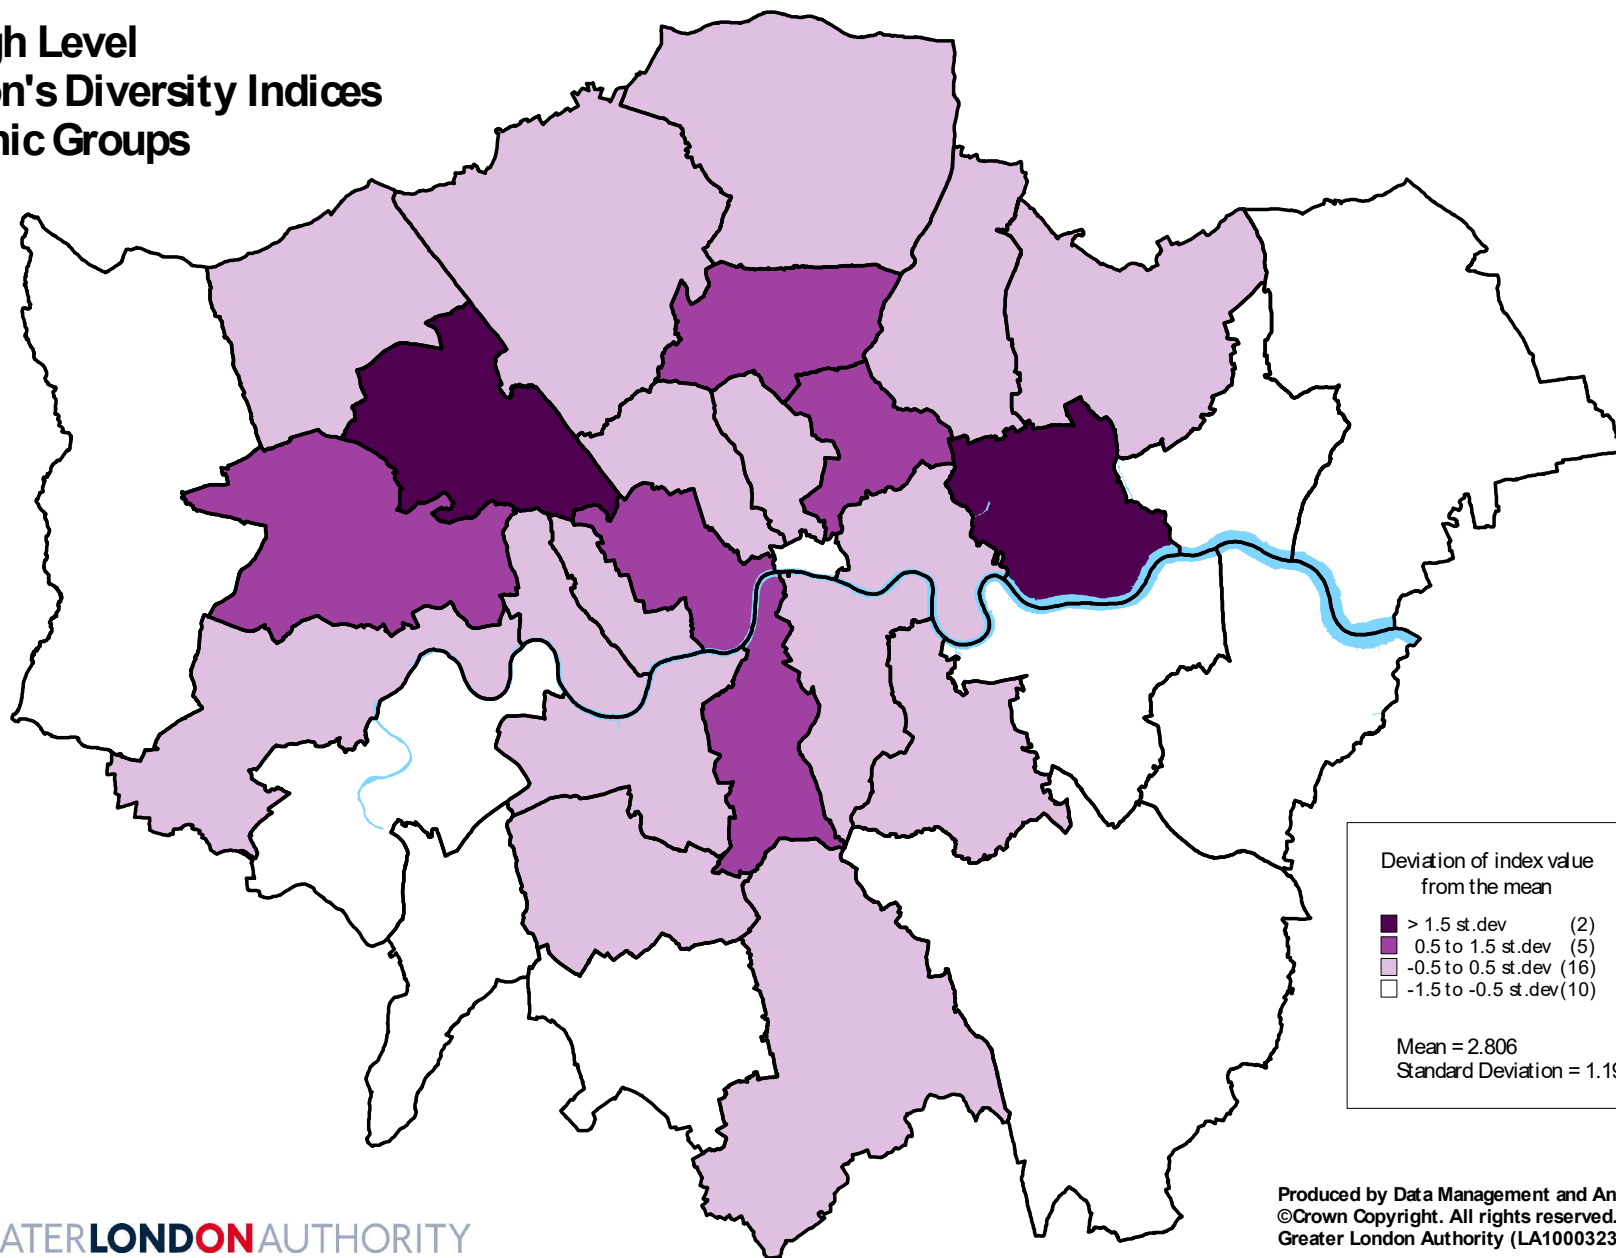 gh Level
on's Diversity Indices
nic Groups
Deviation of index value
from the mean
> 1.5 st.dev (2)
0.5 to 1.5 st.dev (5)
-0.5 to 0.5 st.dev (16)
-1.5 to -0.5 st.dev(10)
Mean = 2.806
Standard Deviation = 1.19
Produced by Data Management and An
©Crown Copyright. All rights reserved.
Greater London Authority (LA1000323
ATERLONDONAUTHORITY